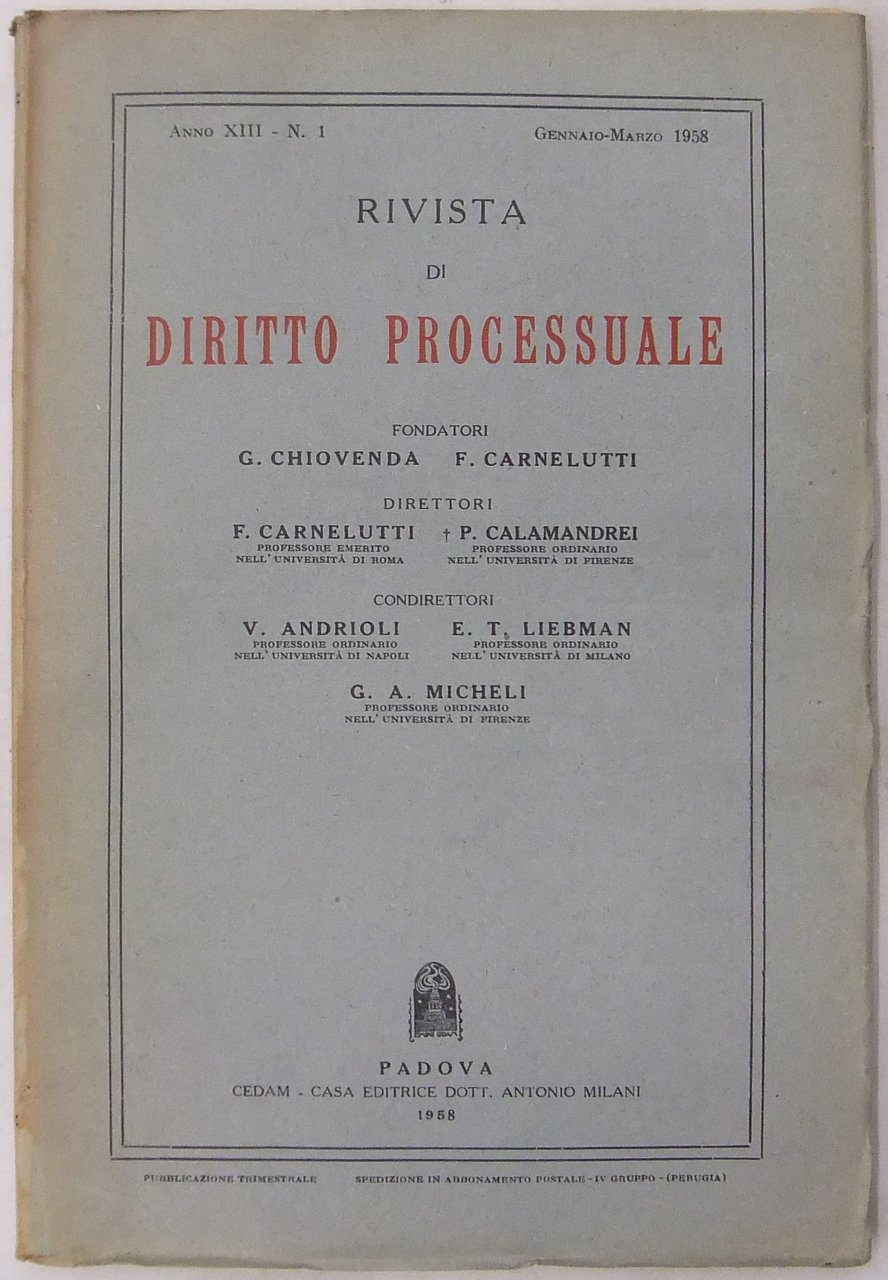 ANNO XIII - N. 1 GENNAIO-MARZO 1958
RIVISTA
DI
DIRITTO PROCESSUALE
FONDATORI
G. CHIOVENDA F. CARNELUTTI
DIRETTORI
F. CARNELUTTI † P. CALAMANDREI
PROFESSORE EMERITO PROFESSORE ORDINARIO
NELL'UNIVERSITÀ DI ROMA NELL'UNIVERSITÀ DI FIRENZE
CONDIRETTORI
V. ANDRIOLI E. T. LIEBMAN
PROFESSORE ORDINARIO PROFESSORE ORDINARIO
NELL'UNIVERSITÀ DI NAPOLI NELL'UNIVERSITÀ DI MILANO
G. A. MICHELI
PROFESSORE ORDINARIO
NELL'UNIVERSITÀ DI FIRENZE
PADOVA
CEDAM - CASA EDITRICE DOTT. ANTONIO MILANI
1958
PUBBLICAZIONE TRIMESTRALE SPEDIZIONE IN ABBONAMENTO POSTALE - IV GRUPPO - (PERUGIA)